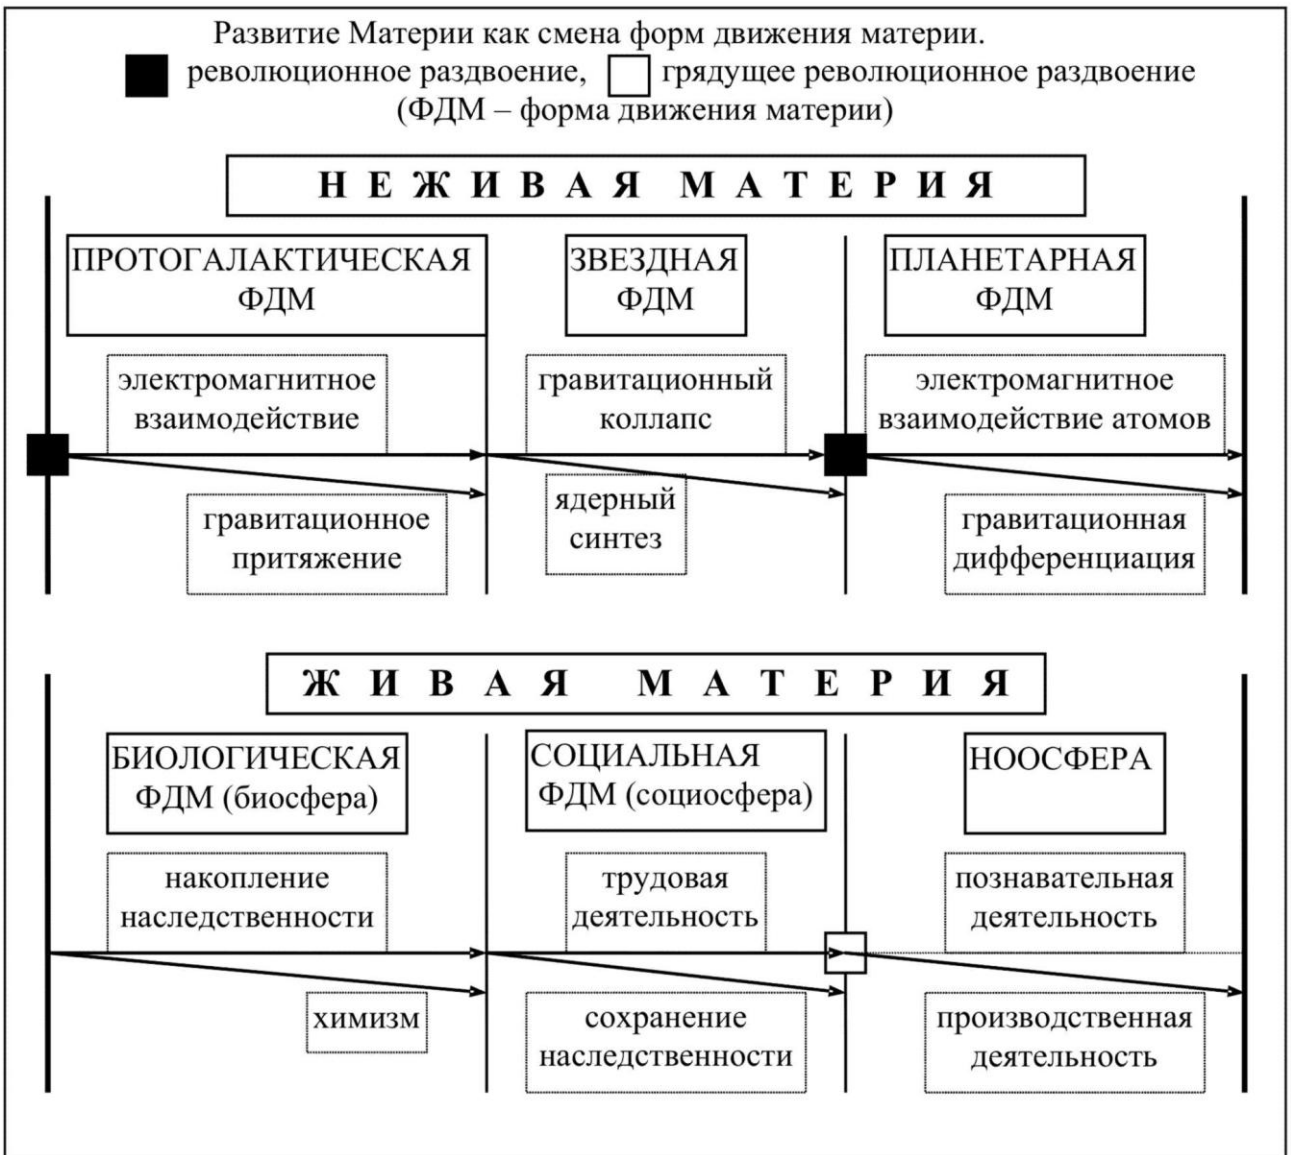 Развитие Материи как смена форм движения материи.
революционное раздвоение, грядущее революционное раздвоение
(ФДМ – форма движения материи)
НЕЖИВАЯ МАТЕРИЯ
ПРОТОГАЛАКТИЧЕСКАЯ
ФДМ
ЗВЕЗДНАЯ
ФДМ
ПЛАНЕТАРНАЯ
ФДМ
электромагнитное
взаимодействие
гравитационный
коллапс
электромагнитное
взаимодействие атомов
гравитационное
притяжение
ядерный
синтез
гравитационная
дифференциация
ЖИВАЯ МАТЕРИЯ
БИОЛОГИЧЕСКАЯ
ФДМ (биосфера)
СОЦИАЛЬНАЯ
ФДМ (социосфера)
НООСФЕРА
накопление
наследственности
трудовая
деятельность
познавательная
деятельность
химизм
сохранение
наследственности
производственная
деятельность